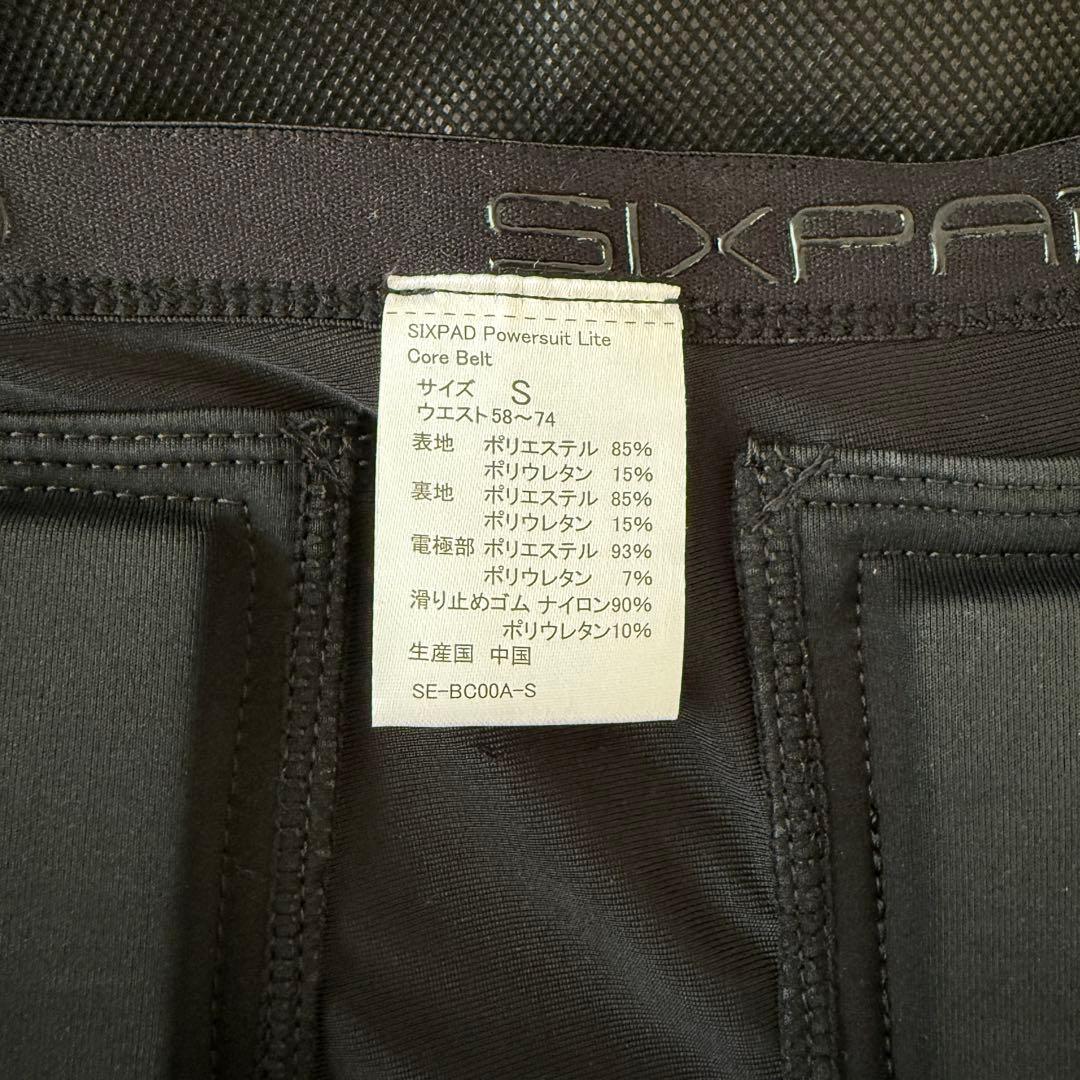 SIXPAD
SIXPAD Powersuit Lite
Core Belt
サイズ S
ウエスト58～74
表地 ポリエステル 85%
ポリウレタン 15%
裏地 ポリエステル 85%
ポリウレタン 15%
電極部 ポリエステル 93%
ポリウレタン 7%
滑り止めゴム ナイロン90%
ポリウレタン10%
生産国 中国
SE-BC00A-S